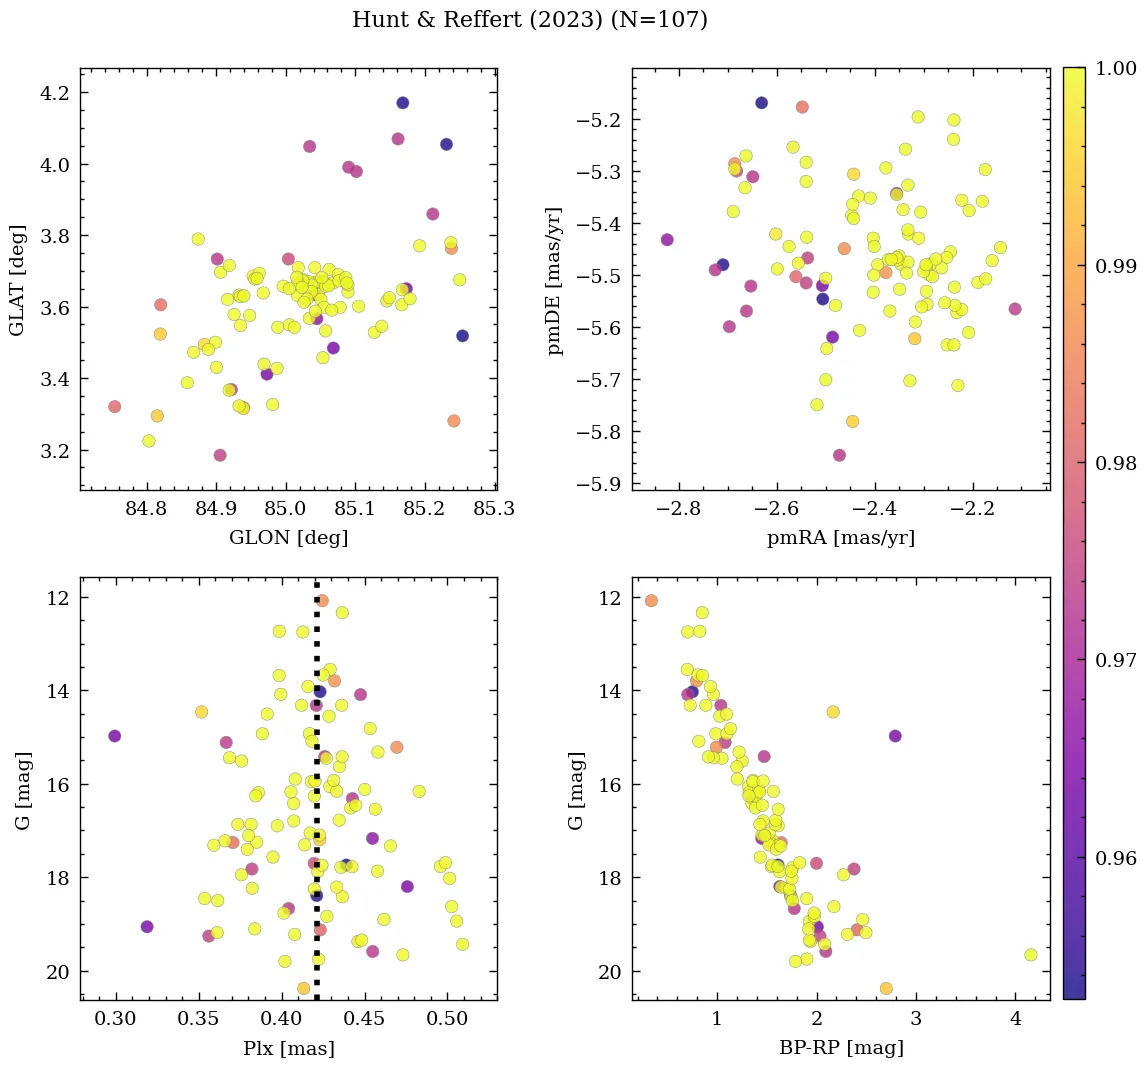 Hunt & Reffert (2023) (N=107)
4.2
4.0
3.8
3.6
3.4
3.2
GLAT [deg]
84.8 84.9 85.0 85.1 85.2 85.3
GLON [deg]
−5.2
−5.3
−5.4
−5.5
−5.6
−5.7
−5.8
−5.9
pmDE [mas/yr]
−2.8 −2.6 −2.4 −2.2
pmRA [mas/yr]
1.00
0.99
0.98
0.97
0.96
12
14
16
18
20
G [mag]
0.30 0.35 0.40 0.45 0.50
Plx [mas]
12
14
16
18
20
G [mag]
1 2 3 4
BP-RP [mag]